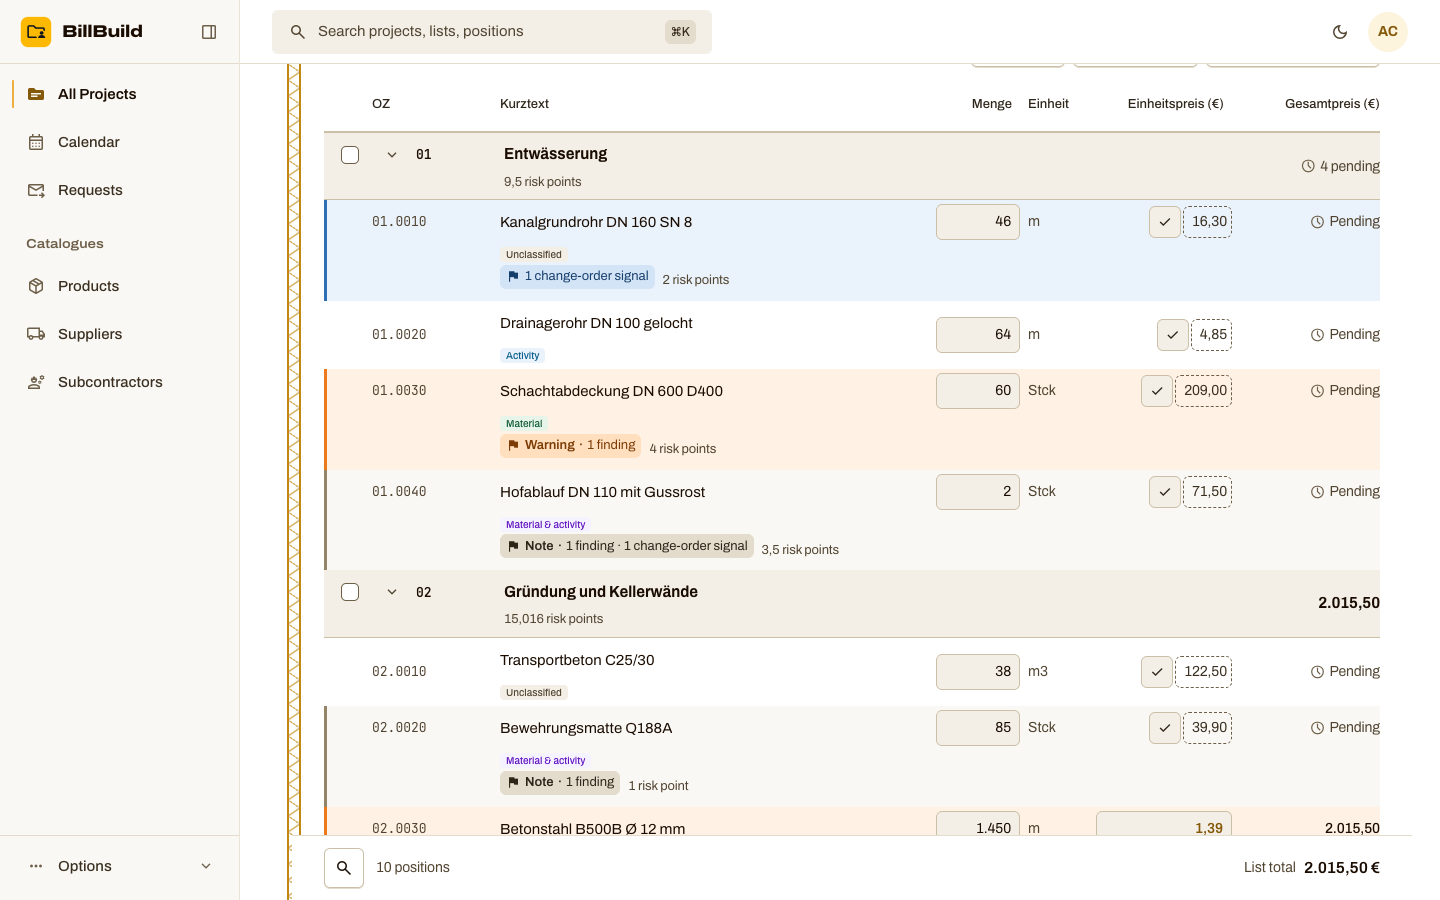 BillBuild
Search projects, lists, positions
⌘K
AC
All Projects
Calendar
Requests
Catalogues
Products
Suppliers
Subcontractors
Options
OZ Kurztext Menge Einheit Einheitspreis (€) Gesamtpreis (€)
01 Entwässerung
9,5 risk points
4 pending
01.0010 Kanalgrundrohr DN 160 SN 8 46 m 16,30 Pending
Unclassified
1 change-order signal 2 risk points
01.0020 Drainagerohr DN 100 gelocht 64 m 4,85 Pending
Activity
01.0030 Schachtabdeckung DN 600 D400 60 Stck 209,00 Pending
Material
Warning · 1 finding 4 risk points
01.0040 Hofablauf DN 110 mit Gussrost 2 Stck 71,50 Pending
Material & activity
Note · 1 finding · 1 change-order signal 3,5 risk points
02 Gründung und Kellerwände
15,016 risk points
2.015,50
02.0010 Transportbeton C25/30 38 m3 122,50 Pending
Unclassified
02.0020 Bewehrungsmatte Q188A 85 Stck 39,90 Pending
Material & activity
Note · 1 finding 1 risk point
02.0030 Betonstahl B500B Ø 12 mm 1.450 m 1,39 2.015,50
10 positions
List total 2.015,50 €